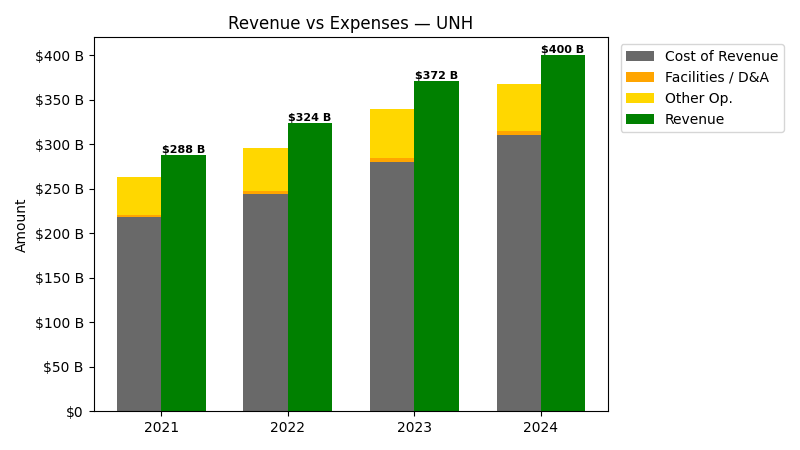 Revenue vs Expenses — UNH
Amount
$400 B
$350 B
$300 B
$250 B
$200 B
$150 B
$100 B
$50 B
$0
$288 B
$324 B
$372 B
$400 B
2021
2022
2023
2024
Cost of Revenue
Facilities / D&A
Other Op.
Revenue